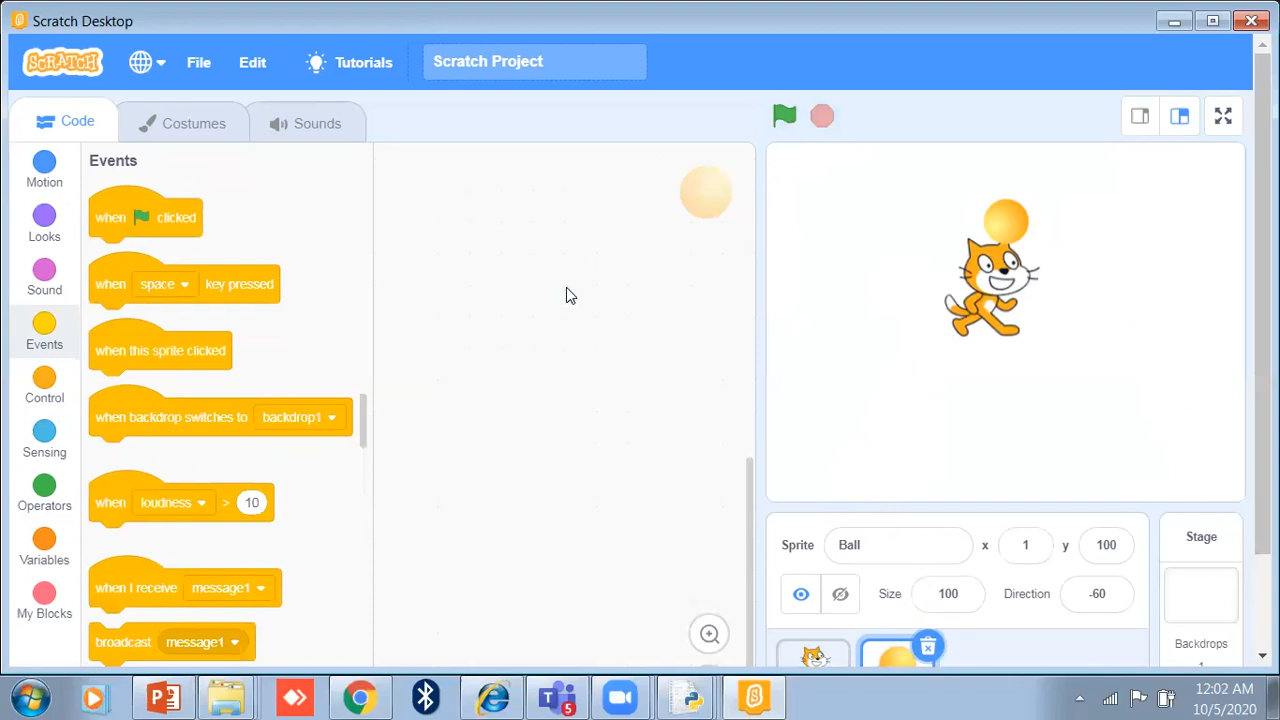 Scratch Desktop
SCRATCH
File
Edit
Tutorials
Scratch Project
Code
Costumes
Sounds
Motion
Looks
Sound
Events
Control
Sensing
Operators
Variables
My Blocks
Events
when clicked
when space key pressed
when this sprite clicked
when backdrop switches to backdrop1
when loudness > 10
when I receive message1
broadcast message1
Sprite Ball x 1 y 100
Size 100 Direction -60
Stage
Backdrops
1
5
12:02 AM
10/5/2020